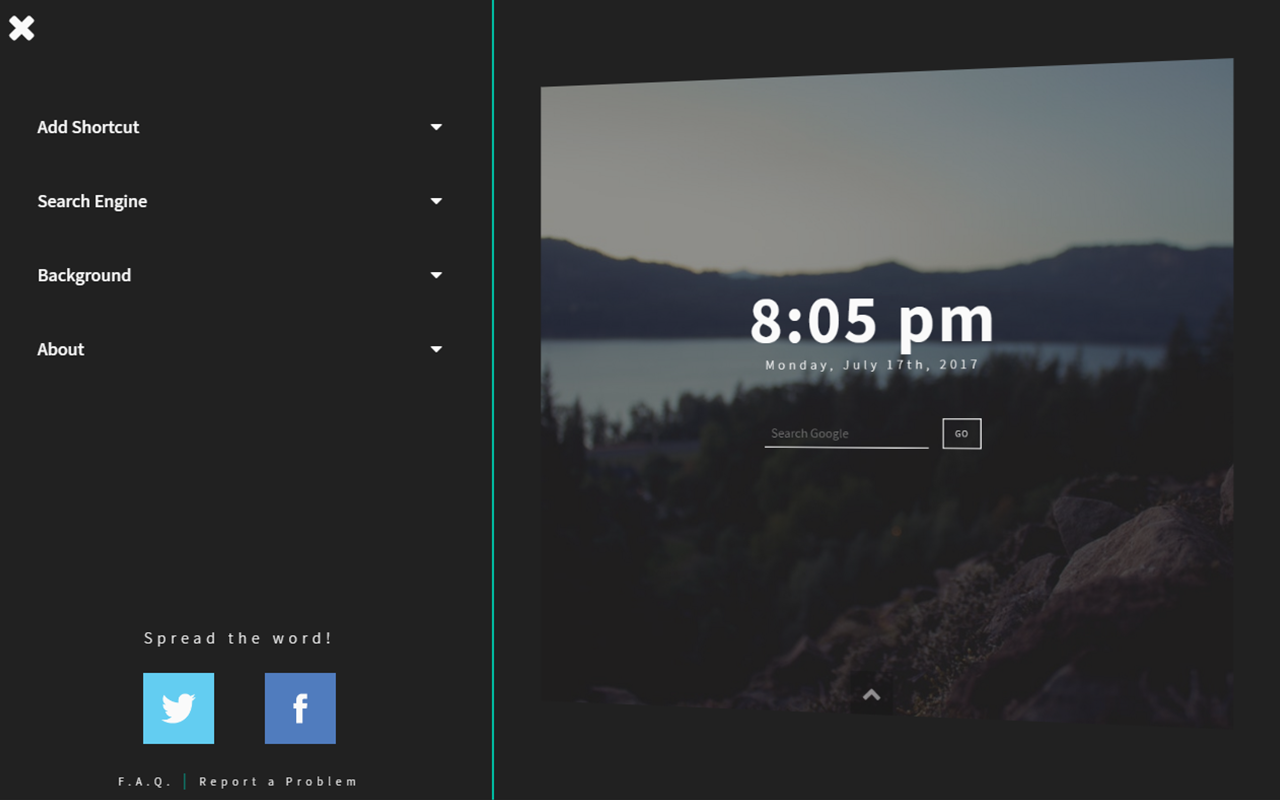 Add Shortcut
Search Engine
Background
About
Spread the word!
F.A.Q. | Report a Problem
8:05 pm
Monday, July 17th, 2017
Search Google
GO